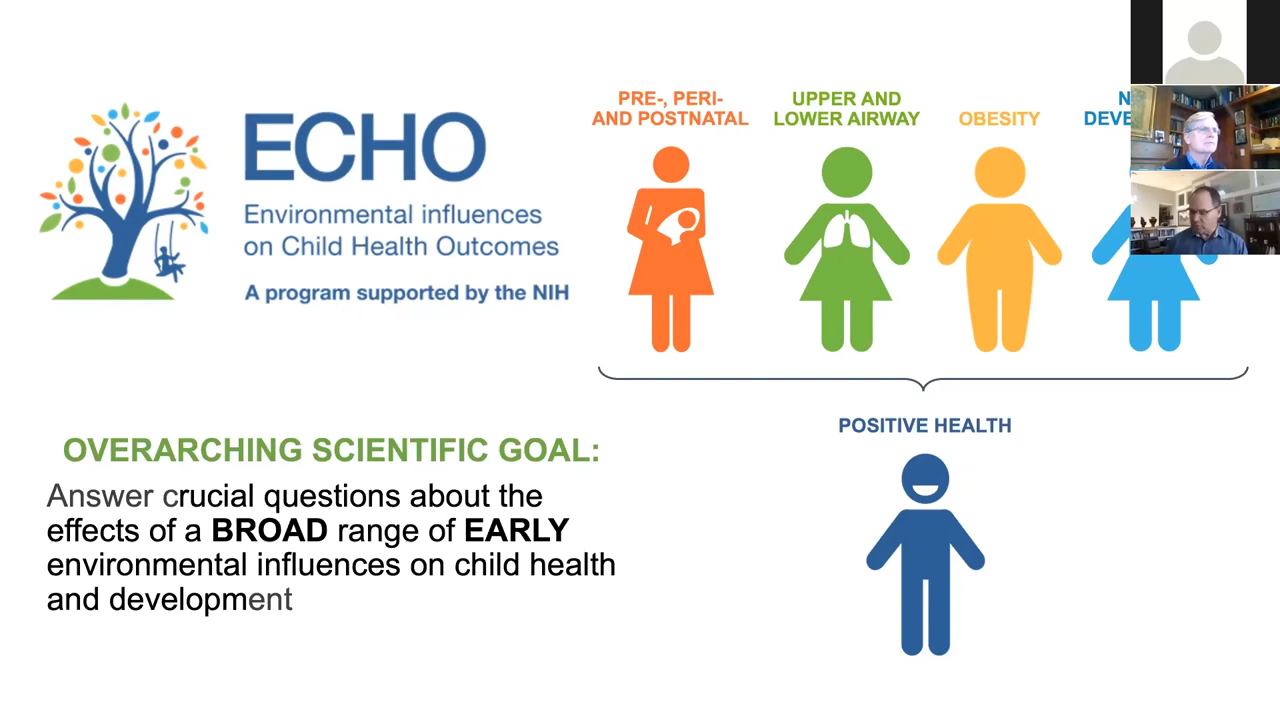 ECHO
Environmental influences
on Child Health Outcomes
A program supported by the NIH
PRE-, PERI-
AND POSTNATAL
UPPER AND
LOWER AIRWAY
OBESITY
POSITIVE HEALTH
OVERARCHING SCIENTIFIC GOAL:
Answer crucial questions about the
effects of a BROAD range of EARLY
environmental influences on child health
and development